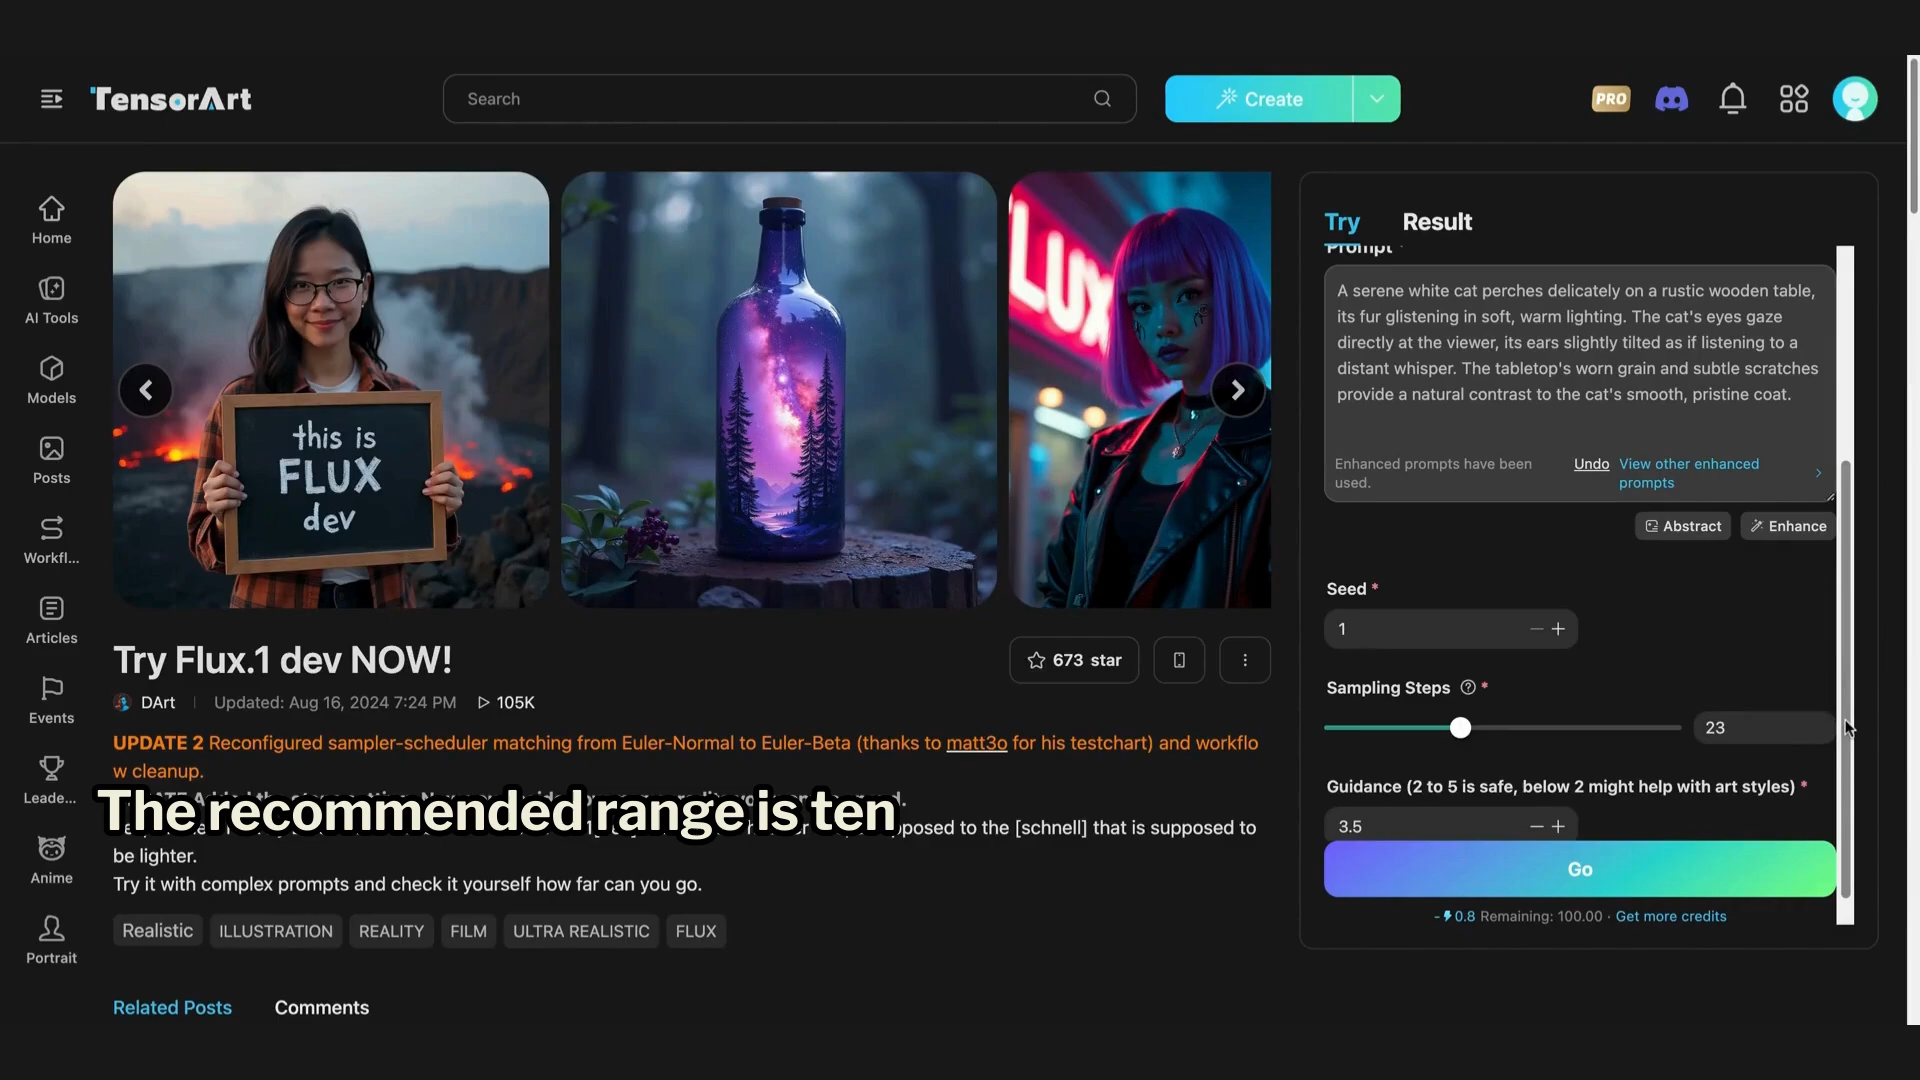 TensorArt
Search
Create
PRO
Home
AI Tools
Models
Posts
Workfl...
Articles
Events
Leade...
Anime
Portrait
this is
FLUX
dev
LUX
Try Flux.1 dev NOW!
673 star
DArt
Updated: Aug 16, 2024 7:24 PM
105K
UPDATE 2 Reconfigured sampler-scheduler matching from Euler-Normal to Euler-Beta (thanks to matt3o for his testchart) and workflo
w cleanup.
The recommended range is ten
opposed to the [schnell] that is supposed to
be lighter.
Try it with complex prompts and check it yourself how far can you go.
Realistic
ILLUSTRATION
REALITY
FILM
ULTRA REALISTIC
FLUX
Related Posts
Comments
Try
Result
Prompt
A serene white cat perches delicately on a rustic wooden table,
its fur glistening in soft, warm lighting. The cat's eyes gaze
directly at the viewer, its ears slightly tilted as if listening to a
distant whisper. The tabletop's worn grain and subtle scratches
provide a natural contrast to the cat's smooth, pristine coat.
Enhanced prompts have been
used.
Undo
View other enhanced
prompts
Abstract
Enhance
Seed *
1
Sampling Steps *
23
Guidance (2 to 5 is safe, below 2 might help with art styles) *
3.5
Go
- 0.8 Remaining: 100.00 · Get more credits